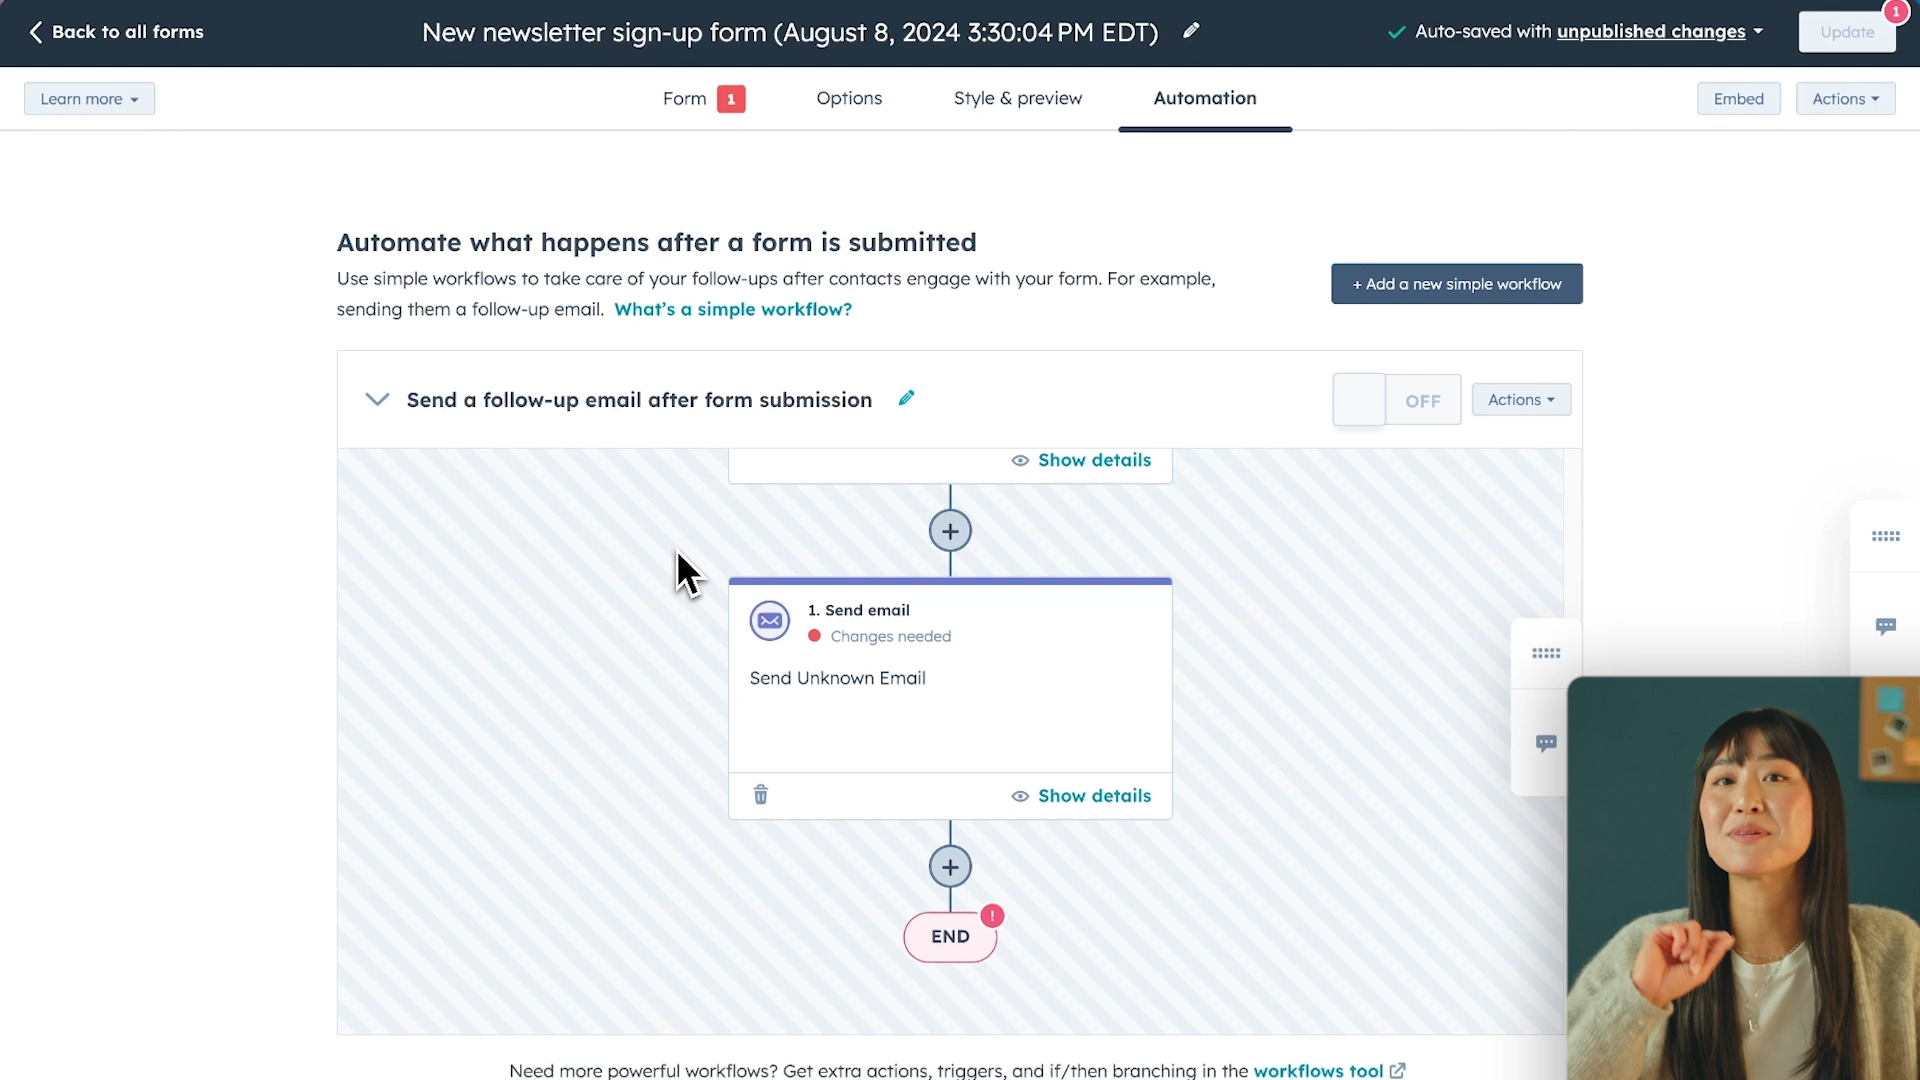 Back to all forms
New newsletter sign-up form (August 8, 2024 3:30:04 PM EDT)
Auto-saved with unpublished changes
Update
1
Learn more
Form 1
Options
Style & preview
Automation
Embed
Actions
Automate what happens after a form is submitted
Use simple workflows to take care of your follow-ups after contacts engage with your form. For example,
sending them a follow-up email. What's a simple workflow?
+ Add a new simple workflow
Send a follow-up email after form submission
OFF
Actions
Show details
1. Send email
Changes needed
Send Unknown Email
Show details
END
!
Need more powerful workflows? Get extra actions, triggers, and if/then branching in the workflows tool